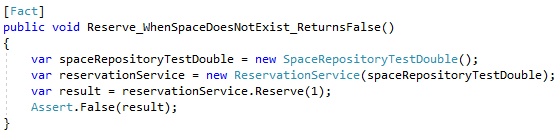 [Fact]
public void Reserve_WhenSpaceDoesNotExist_ReturnsFalse()
{
    var spaceRepositoryTestDouble = new SpaceRepositoryTestDouble();
    var reservationService = new ReservationService(spaceRepositoryTestDouble);
    var result = reservationService.Reserve(1);
    Assert.False(result);
}